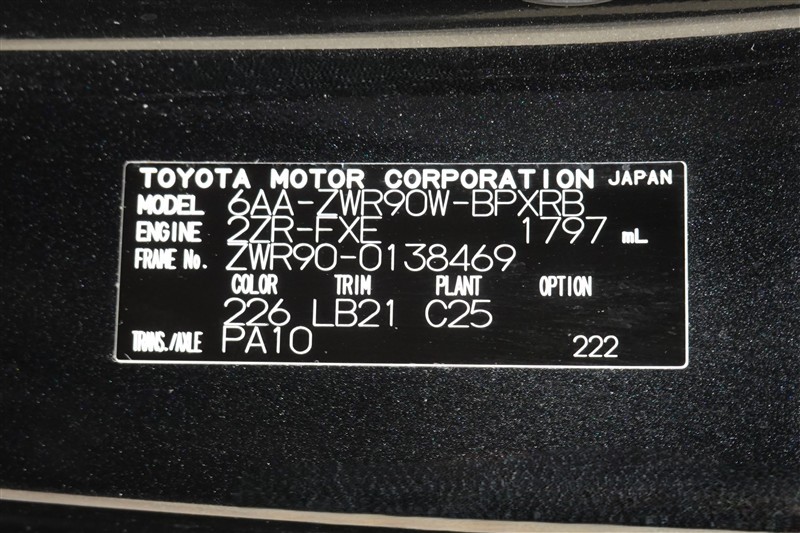 TOYOTA MOTOR CORPORATION JAPAN
MODEL 6AA-ZWR90W-BPXRB
ENGINE 2ZR-FXE 1797 mL
FRAME No. ZWR90-0138469
COLOR TRIM PLANT OPTION
226 LB21 C25
TRANS./AXLE PA10 222